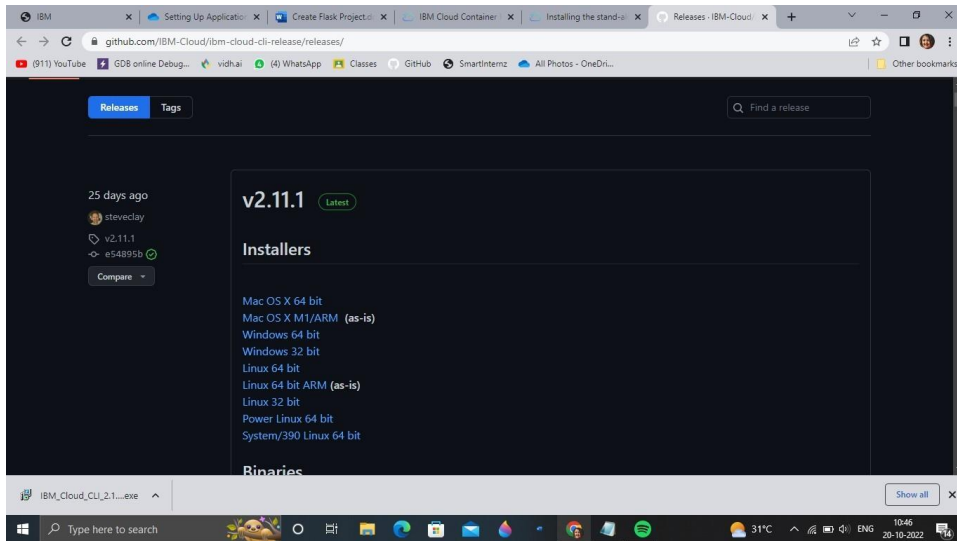 IBM
Setting Up Application
Create Flask Project.d
IBM Cloud Container
Installing the stand-al
Releases · IBM-Cloud/
github.com/IBM-Cloud/ibm-cloud-cli-release/releases/
(911) YouTube
GDB online Debug...
vidh.ai
(4) WhatsApp
Classes
GitHub
SmartInternz
All Photos - OneDri...
Other bookmarks
Releases
Tags
Find a release
25 days ago
steveclay
v2.11.1
e54895b
Compare
v2.11.1
Latest
Installers
Mac OS X 64 bit
Mac OS X M1/ARM (as-is)
Windows 64 bit
Windows 32 bit
Linux 64 bit
Linux 64 bit ARM (as-is)
Linux 32 bit
Power Linux 64 bit
System/390 Linux 64 bit
Binaries
IBM_Cloud_CLI_2.1....exe
Show all
Type here to search
31°C
ENG
10:46
20-10-2022
14